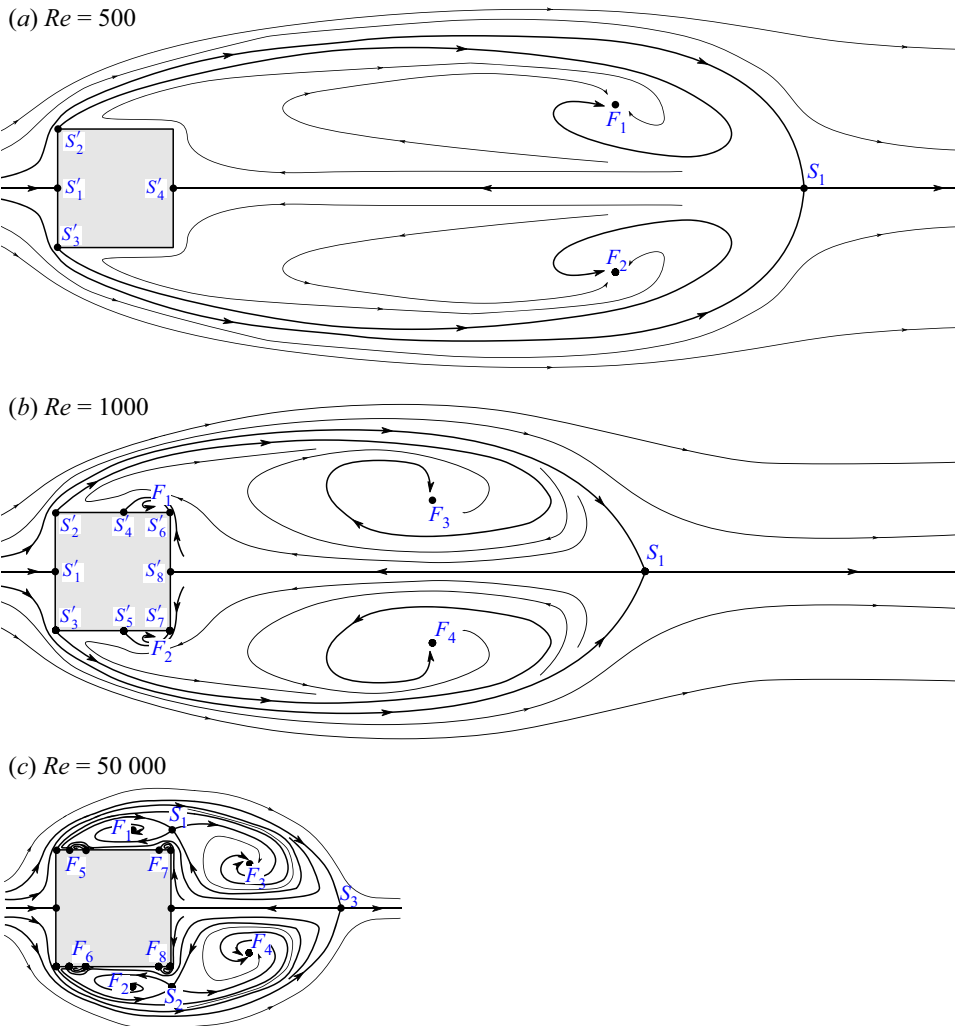 (a) Re = 500
S′2
F1
S′1 S′4 S1
S′3
F2
(b) Re = 1000
F1
S′2 S′4 S′6 F3
S′1 S′8 S1
S′3 S′5 S′7 F4
F2
(c) Re = 50 000
F1 S1
F5 F7 F3
S3
F6 F8 F4
F2 S2